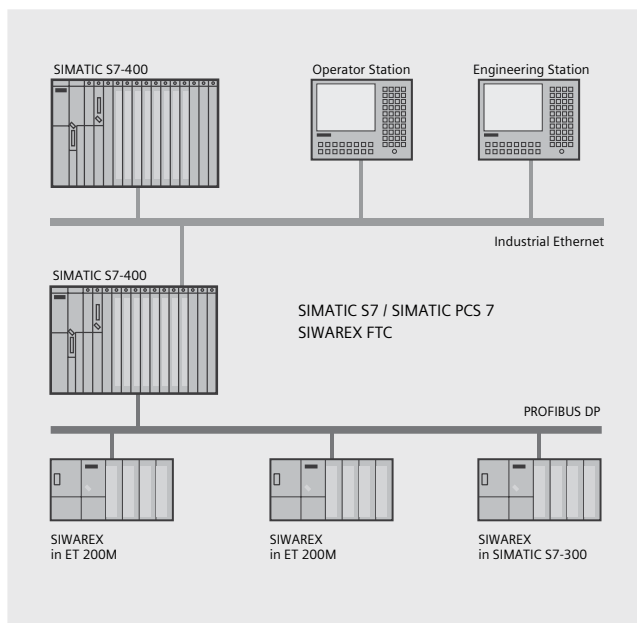 SIMATIC S7-400
Operator Station
Engineering Station
Industrial Ethernet
SIMATIC S7-400
SIMATIC S7 / SIMATIC PCS 7
SIWAREX FTC
PROFIBUS DP
SIWAREX
in ET 200M
SIWAREX
in ET 200M
SIWAREX
in SIMATIC S7-300